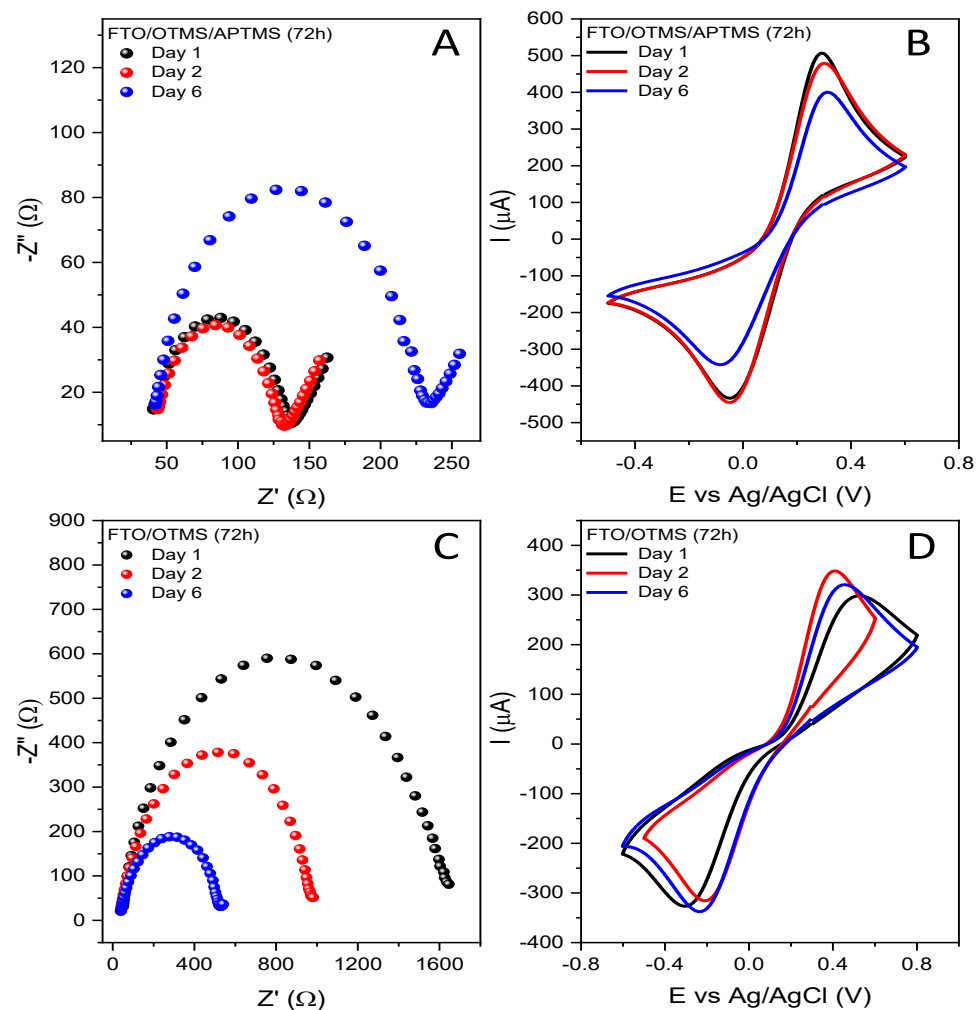 FTO/OTMS/APTMS (72h)
Day 1
Day 2
Day 6
A
120
100
80
60
40
20
-Z" (Ω)
0 50 100 150 200 250
Z' (Ω)
FTO/OTMS/APTMS (72h)
Day 1
Day 2
Day 6
B
600
500
400
300
200
100
0
-100
-200
-300
-400
-500
I (μA)
-0.4 0.0 0.4 0.8
E vs Ag/AgCl (V)
FTO/OTMS (72h)
Day 1
Day 2
Day 6
C
900
800
700
600
500
400
300
200
100
0
-Z" (Ω)
0 400 800 1200 1600
Z' (Ω)
FTO/OTMS (72h)
Day 1
Day 2
Day 6
D
400
300
200
100
0
-100
-200
-300
-400
I (μA)
-0.8 -0.4 0.0 0.4 0.8
E vs Ag/AgCl (V)